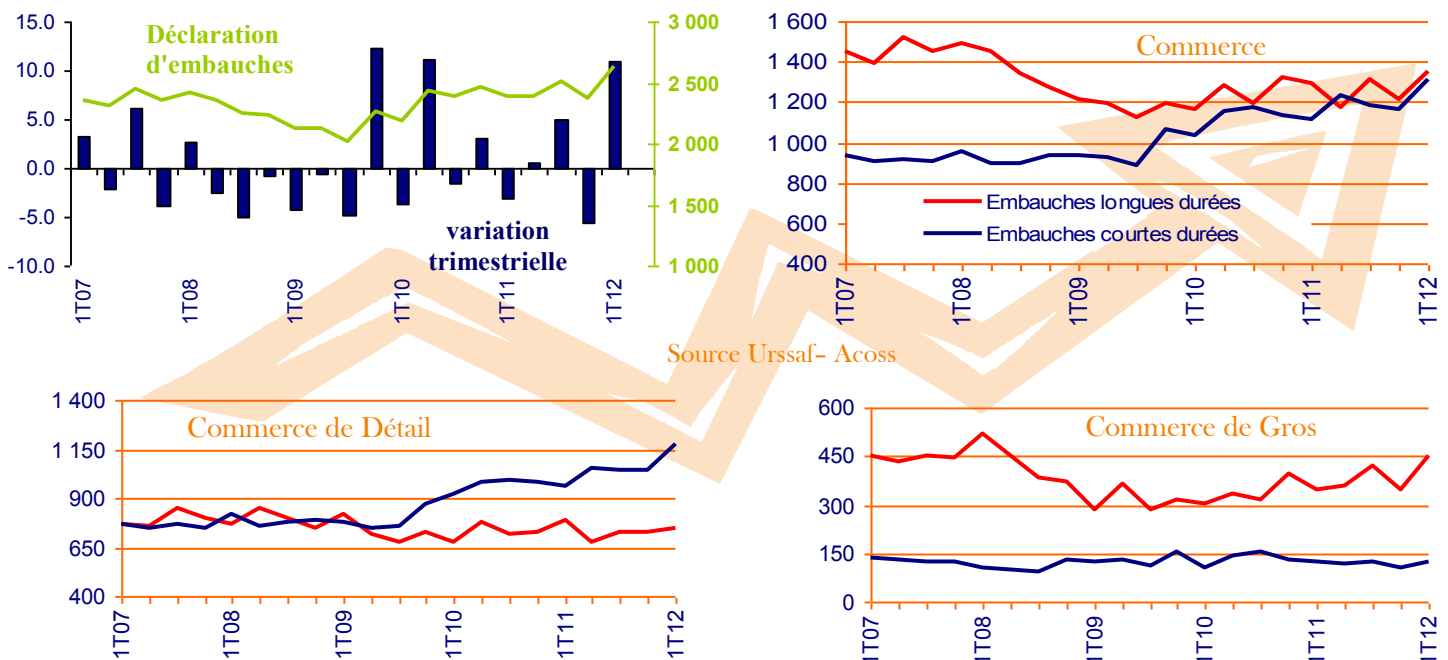 15.0
10.0
5.0
0.0
-5.0
-10.0
Déclaration
d'embauches
variation
trimestrielle
3 000
2 500
2 000
1 500
1 000
1T07
1T08
1T09
1T10
1T11
1T12
1 600
1 400
1 200
1 000
800
600
400
Commerce
Embauches longues durées
Embauches courtes durées
1T07
1T08
1T09
1T10
1T11
1T12
Source Urssaf– Acoss
1 400
1 150
900
650
400
Commerce de Détail
1T07
1T08
1T09
1T10
1T11
1T12
600
450
300
150
0
Commerce de Gros
1T07
1T08
1T09
1T10
1T11
1T12